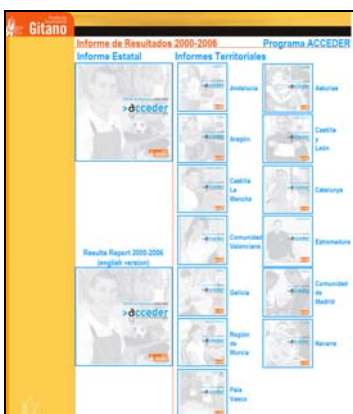 Gitano
Informe de Resultados 2000-2006
Programa ACCEDER
Informe Estatal
Informes Territoriales
>acceder
Andalucía
Asturias
Aragón
Castilla
y
León
Castilla
La
Mancha
Catalunya
Comunidad
Valenciana
Extremadura
Results Report 2000-2006
(english version)
>acceder
Galicia
Comunidad
de
Madrid
Región
de
Murcia
Navarra
País
Vasco